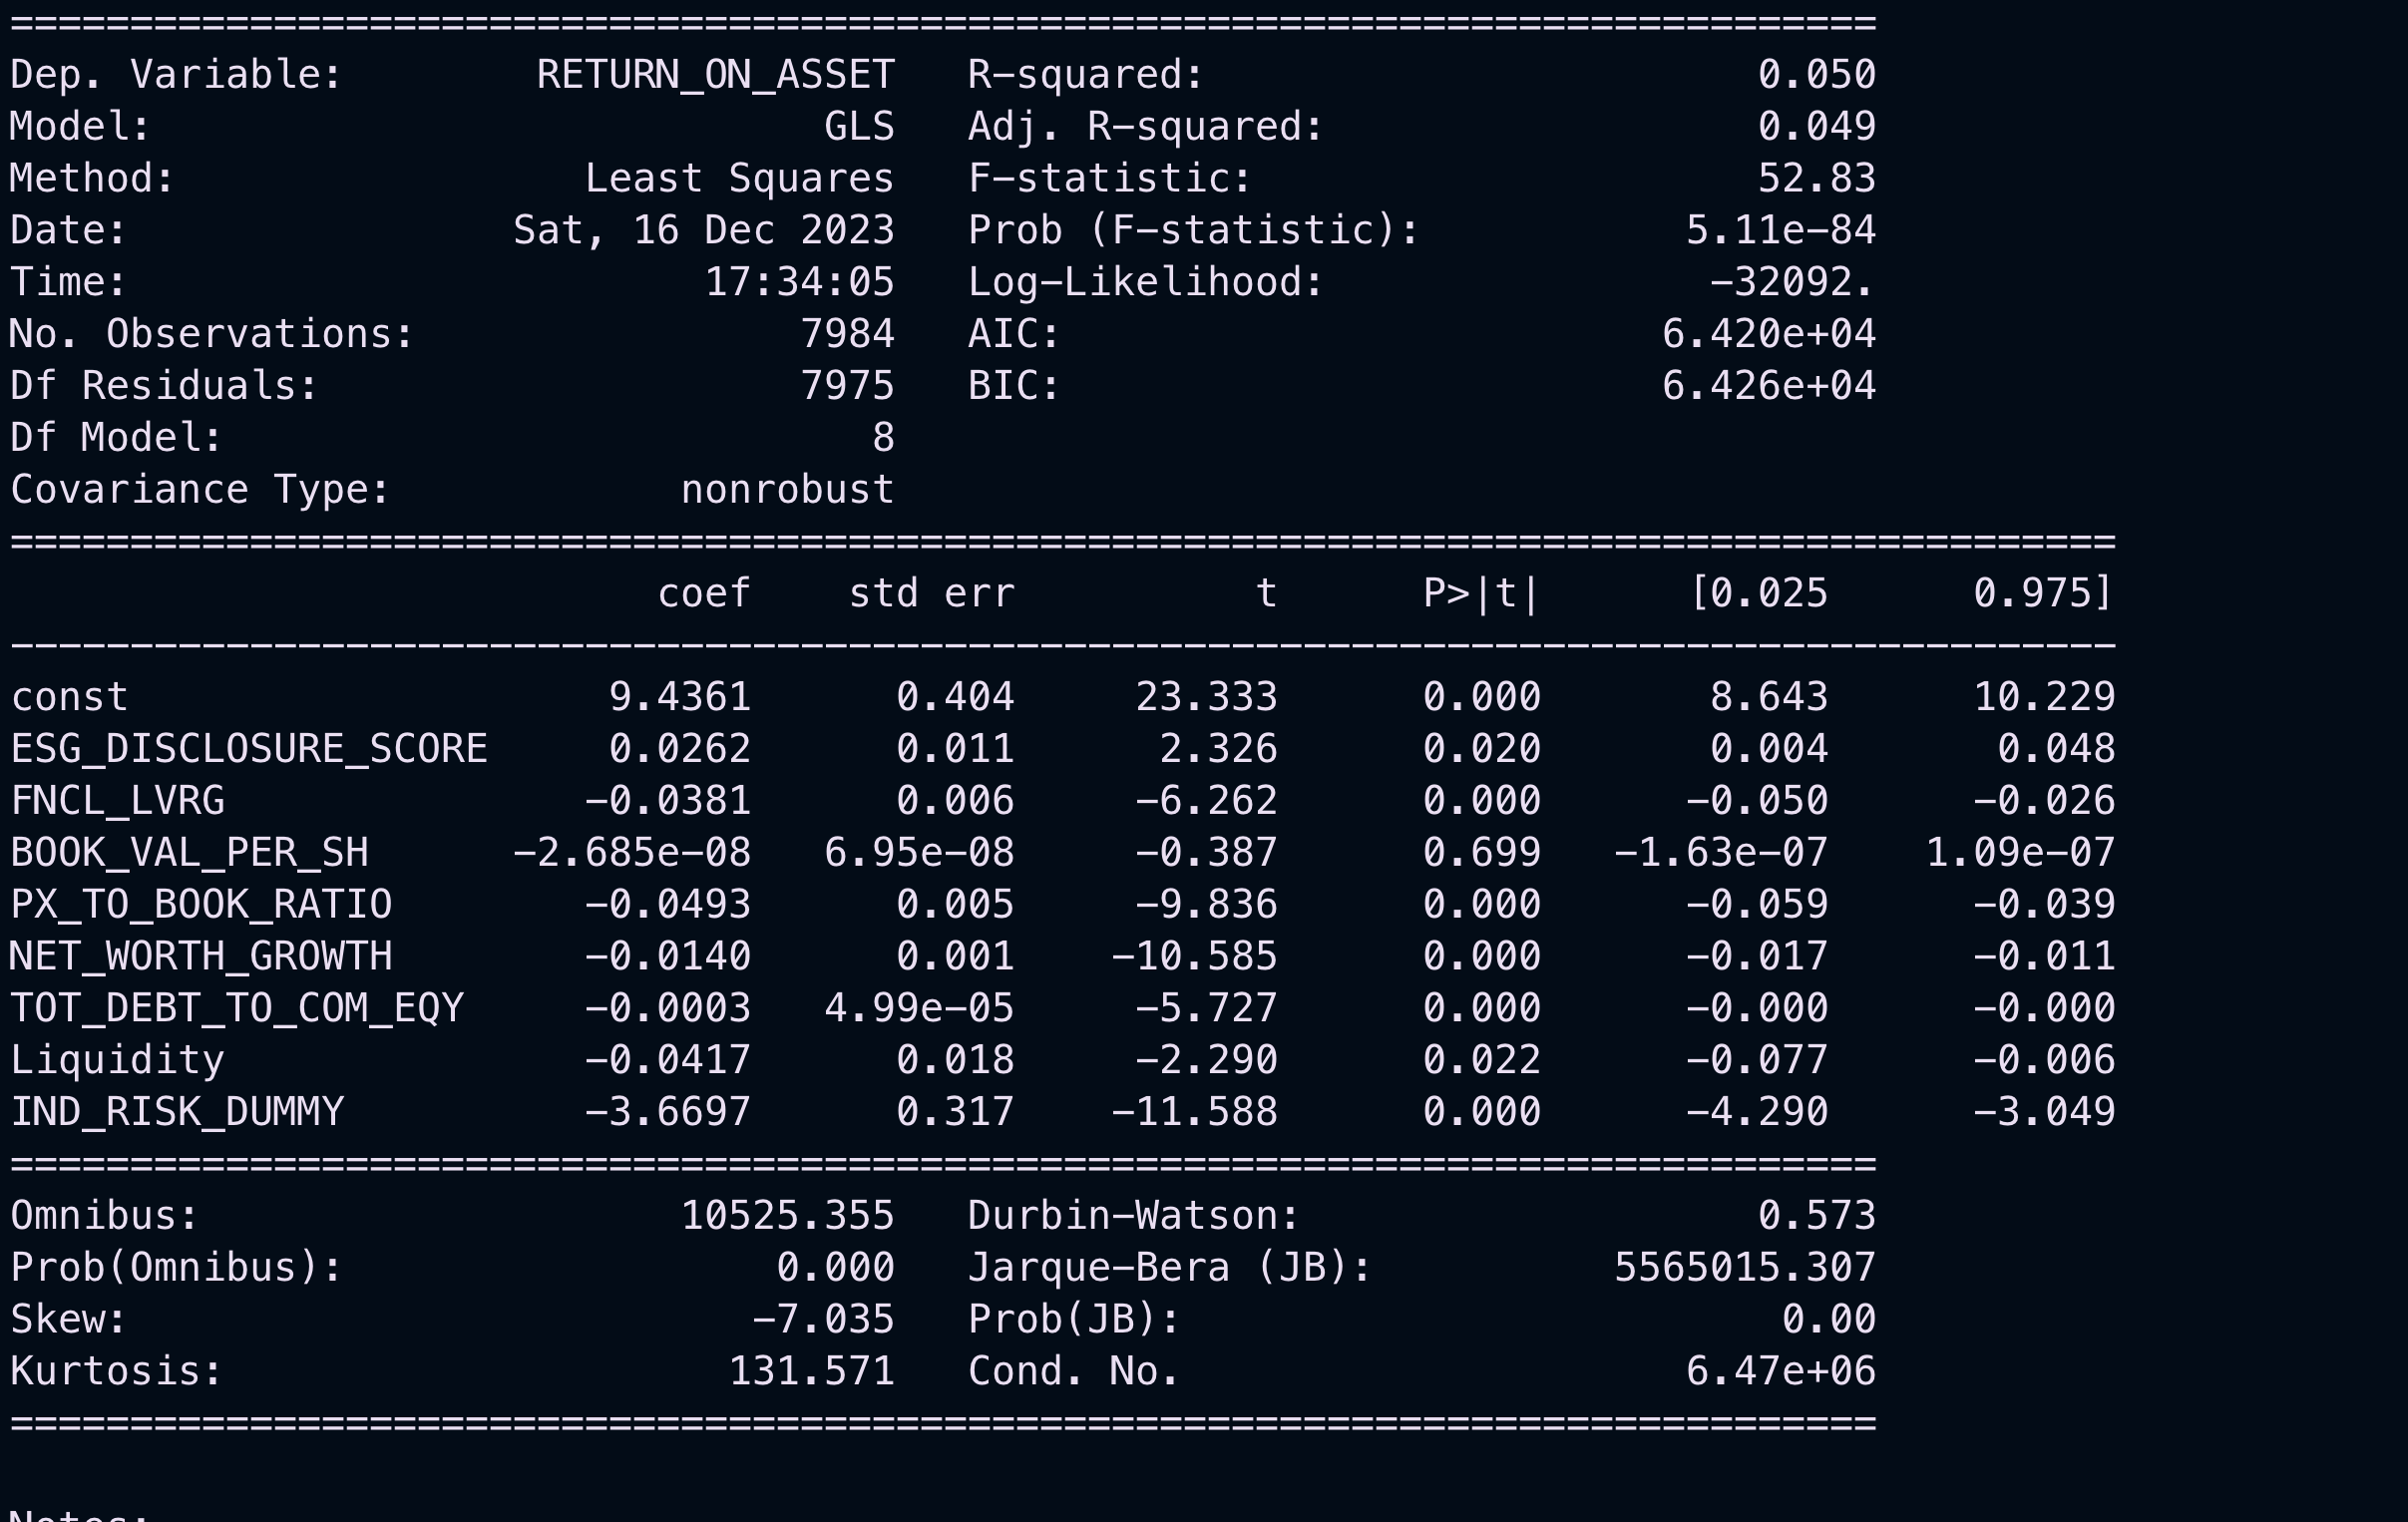 ==============================================================================
Dep. Variable:        RETURN_ON_ASSET   R-squared:                       0.050
Model:                            GLS   Adj. R-squared:                  0.049
Method:                 Least Squares   F-statistic:                     52.83
Date:                Sat, 16 Dec 2023   Prob (F-statistic):           5.11e-84
Time:                        17:34:05   Log-Likelihood:                -32092.
No. Observations:                7984   AIC:                         6.420e+04
Df Residuals:                    7975   BIC:                         6.426e+04
Df Model:                           8
Covariance Type:            nonrobust
========================================================================================
                           coef    std err          t      P>|t|      [0.025      0.975]
----------------------------------------------------------------------------------------
const                    9.4361      0.404     23.333      0.000       8.643      10.229
ESG_DISCLOSURE_SCORE     0.0262      0.011      2.326      0.020       0.004       0.048
FNCL_LVRG               -0.0381      0.006     -6.262      0.000      -0.050      -0.026
BOOK_VAL_PER_SH      -2.685e-08   6.95e-08     -0.387      0.699   -1.63e-07    1.09e-07
PX_TO_BOOK_RATIO        -0.0493      0.005     -9.836      0.000      -0.059      -0.039
NET_WORTH_GROWTH        -0.0140      0.001    -10.585      0.000      -0.017      -0.011
TOT_DEBT_TO_COM_EQY     -0.0003   4.99e-05     -5.727      0.000      -0.000      -0.000
Liquidity               -0.0417      0.018     -2.290      0.022      -0.077      -0.006
IND_RISK_DUMMY          -3.6697      0.317    -11.588      0.000      -4.290      -3.049
==============================================================================
Omnibus:                    10525.355   Durbin-Watson:                   0.573
Prob(Omnibus):                  0.000   Jarque-Bera (JB):          5565015.307
Skew:                          -7.035   Prob(JB):                         0.00
Kurtosis:                     131.571   Cond. No.                     6.47e+06
==============================================================================
Notes: